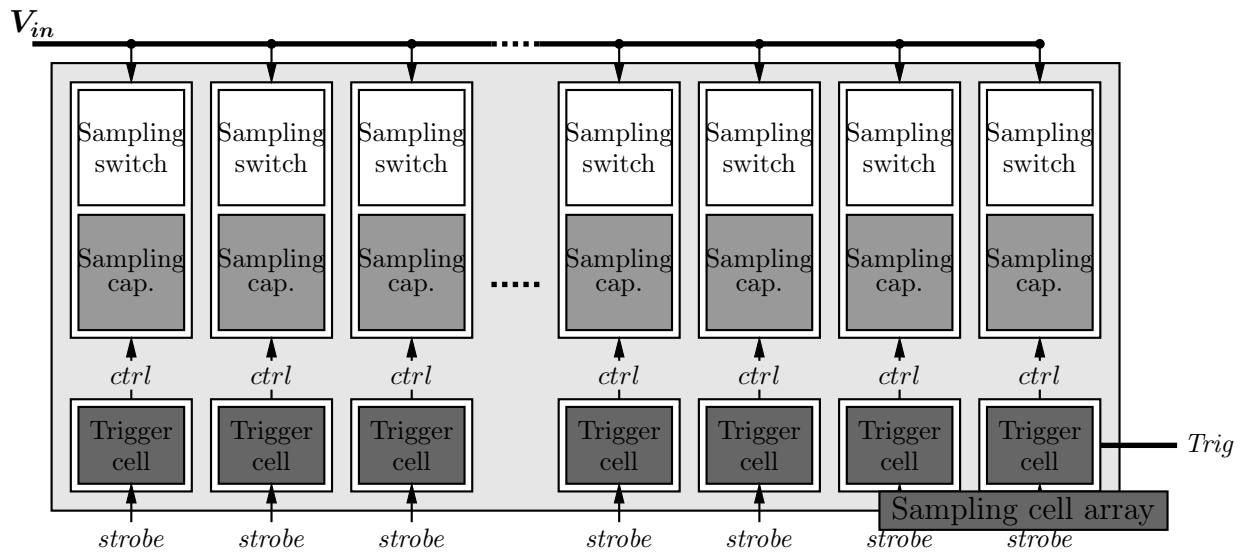 V_in
Sampling Sampling Sampling Sampling Sampling Sampling Sampling
switch switch switch switch switch switch switch
Sampling Sampling Sampling Sampling Sampling Sampling Sampling
cap. cap. cap. cap. cap. cap. cap.
ctrl ctrl ctrl ctrl ctrl ctrl ctrl
Trigger Trigger Trigger Trigger Trigger Trigger Trigger
cell cell cell cell cell cell cell
Trig
Sampling cell array
strobe strobe strobe strobe strobe strobe strobe